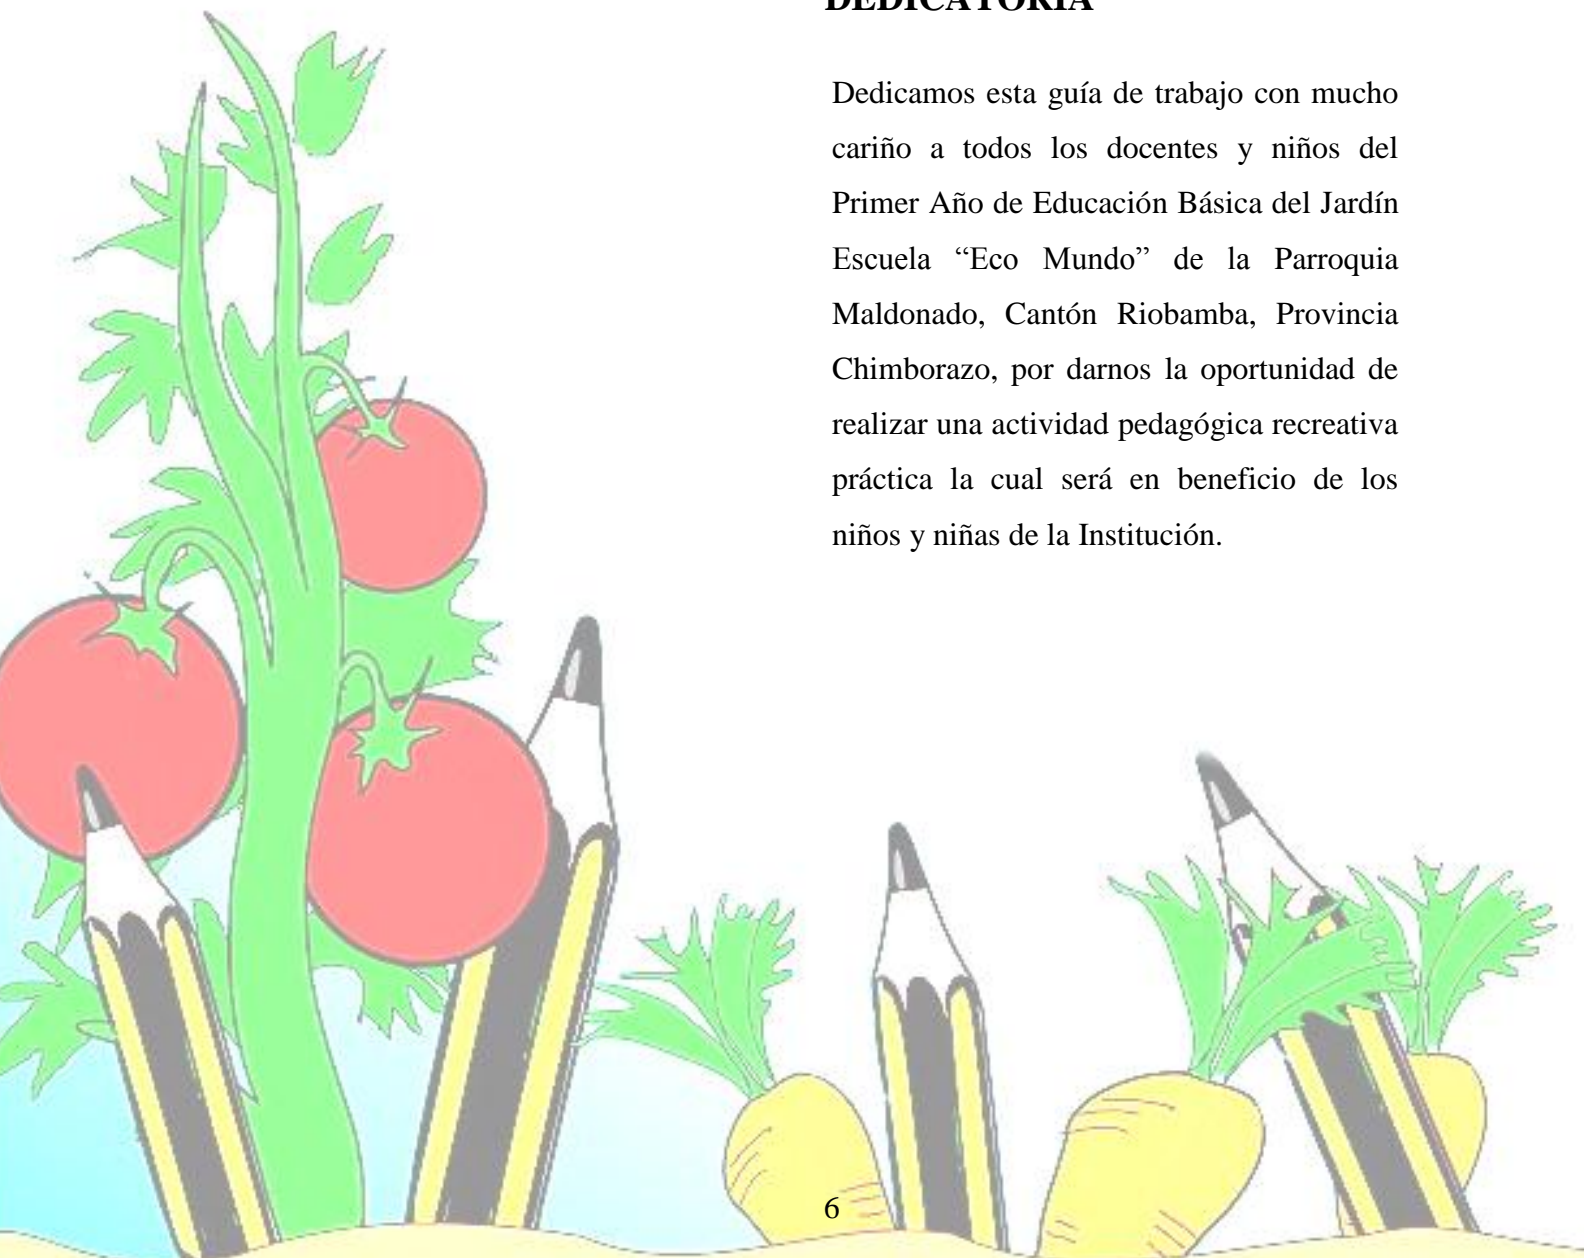 DEDICATORIA
Dedicamos esta guía de trabajo con mucho
cariño a todos los docentes y niños del
Primer Año de Educación Básica del Jardín
Escuela “Eco Mundo” de la Parroquia
Maldonado, Cantón Riobamba, Provincia
Chimborazo, por darnos la oportunidad de
realizar una actividad pedagógica recreativa
práctica la cual será en beneficio de los
niños y niñas de la Institución.
6